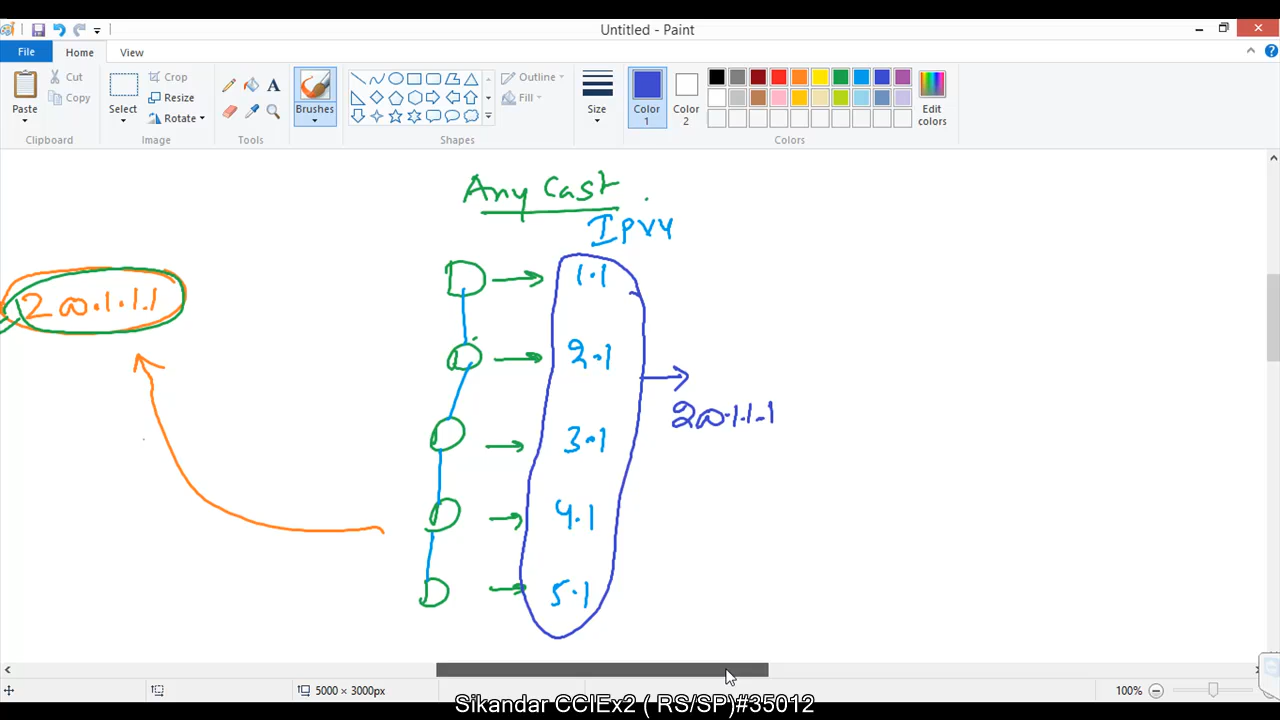 Untitled - Paint
File Home View
Paste
Cut
Copy
Clipboard
Select
Crop
Resize
Rotate
Image
Tools
Brushes
Outline
Fill
Shapes
Size
Color 1
Color 2
Edit colors
Colors
Any Cast
IPV4
200.1.1.1
1.1
2.1
3.1
4.1
5.1
200.1.1.1
5000 × 3000px
100%
Sikandar CCIEx2 ( RS/SP)#35012